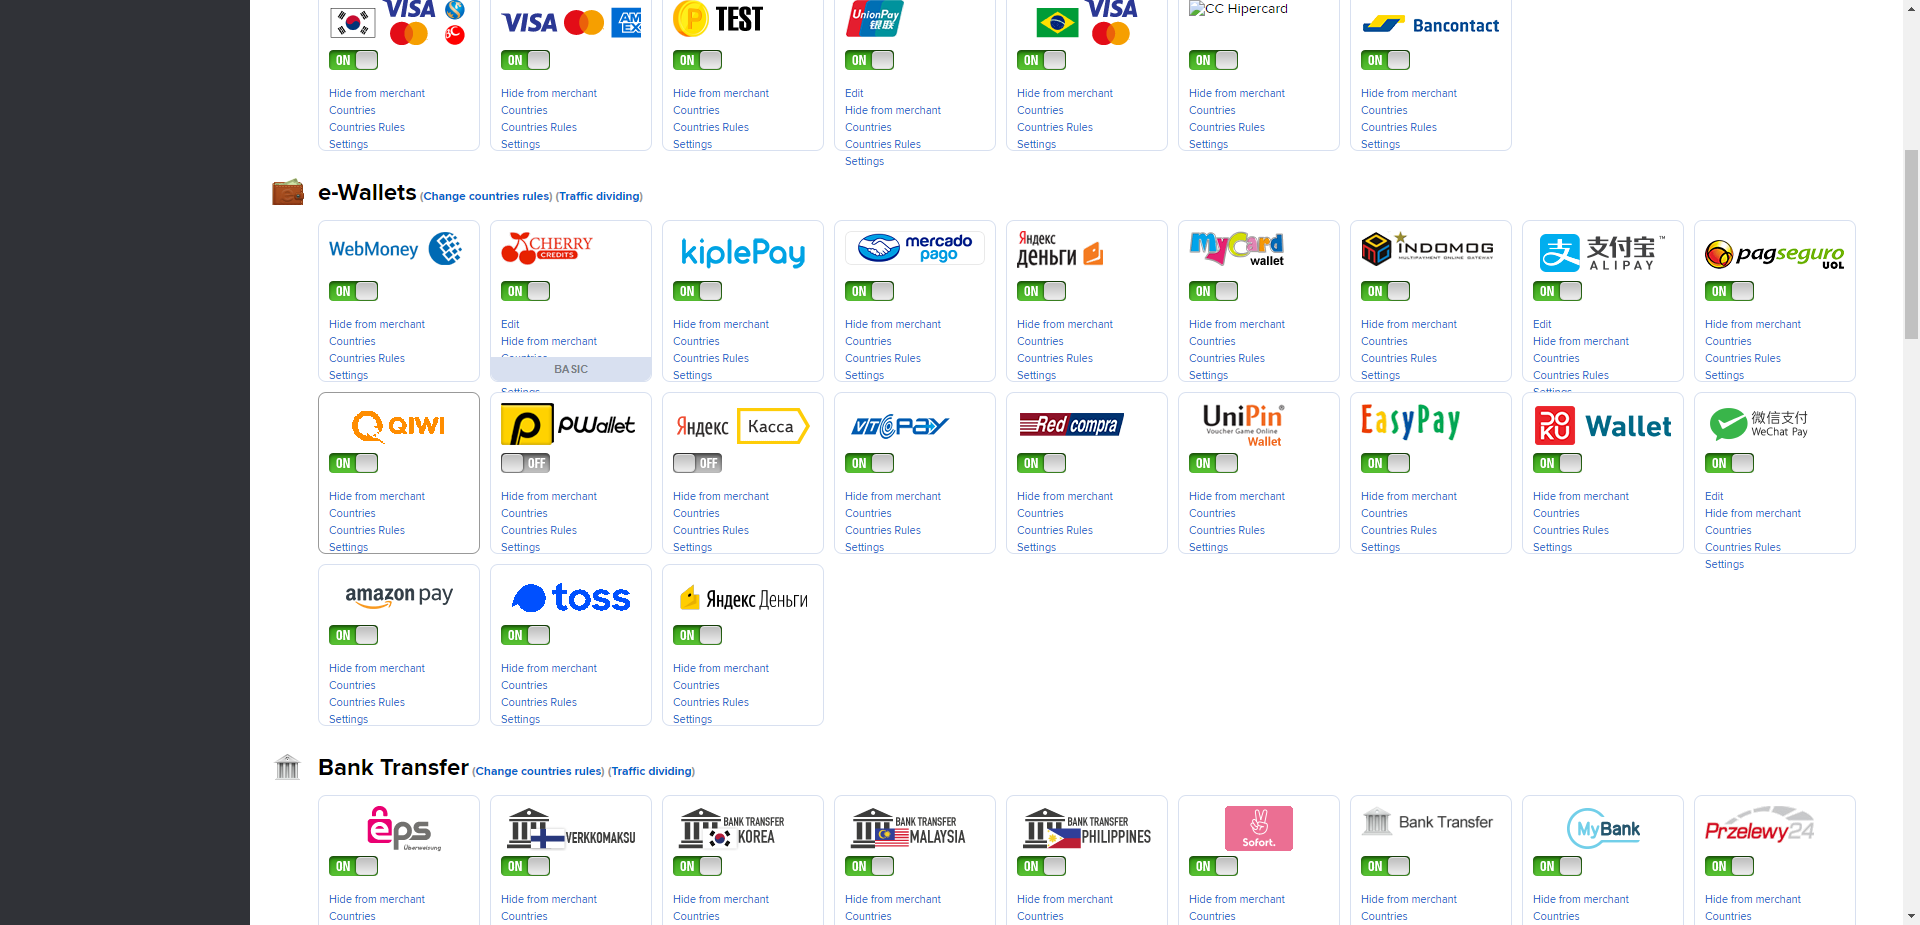 VISA VISA AM EX TEST UnionPay 银联 VISA CC Hipercard Bancontact
ON ON ON ON ON ON ON
Hide from merchant Hide from merchant Hide from merchant Edit Hide from merchant Hide from merchant Hide from merchant
Countries Countries Countries Hide from merchant Countries Countries Countries
Countries Rules Countries Rules Countries Rules Countries Countries Rules Countries Rules Countries Rules
Settings Settings Settings Countries Rules Settings Settings Settings
Settings
e-Wallets (Change countries rules) (Traffic dividing)
WebMoney CHERRY CREDITS kiplePay mercado pago Яндекс деньги MyCard wallet INDOMOG MULTIPAYMENT ONLINE GATEWAY 支付宝™ ALIPAY pagseguro UOL
ON ON ON ON ON ON ON ON ON
Hide from merchant Edit Hide from merchant Hide from merchant Hide from merchant Hide from merchant Hide from merchant Edit Hide from merchant
Countries Hide from merchant Countries Countries Countries Countries Countries Hide from merchant Countries
Countries Rules Countries Countries Rules Countries Rules Countries Rules Countries Rules Countries Rules Countries Countries Rules
Settings BASIC Settings Settings Settings Settings Settings Countries Rules Settings
Settings Settings
QIWI pWallet Яндекс Касса VTC PAY Red compra UniPin® Voucher Game Online Wallet EasyPay DOKU Wallet 微信支付 WeChat Pay
ON OFF OFF ON ON ON ON ON ON
Hide from merchant Hide from merchant Hide from merchant Hide from merchant Hide from merchant Hide from merchant Hide from merchant Hide from merchant Edit
Countries Countries Countries Countries Countries Countries Countries Countries Hide from merchant
Countries Rules Countries Rules Countries Rules Countries Rules Countries Rules Countries Rules Countries Rules Countries Rules Countries
Settings Settings Settings Settings Settings Settings Settings Settings Countries Rules
Settings
amazon pay toss Яндекс Деньги
ON ON ON
Hide from merchant Hide from merchant Hide from merchant
Countries Countries Countries
Countries Rules Countries Rules Countries Rules
Settings Settings Settings
Bank Transfer (Change countries rules) (Traffic dividing)
eps Überweisung VERKKOMAKSU BANK TRANSFER KOREA BANK TRANSFER MALAYSIA BANK TRANSFER PHILIPPINES Sofort. Bank Transfer MyBank Przelewy24
ON ON ON ON ON ON ON ON ON
Hide from merchant Hide from merchant Hide from merchant Hide from merchant Hide from merchant Hide from merchant Hide from merchant Hide from merchant Hide from merchant
Countries Countries Countries Countries Countries Countries Countries Countries Countries